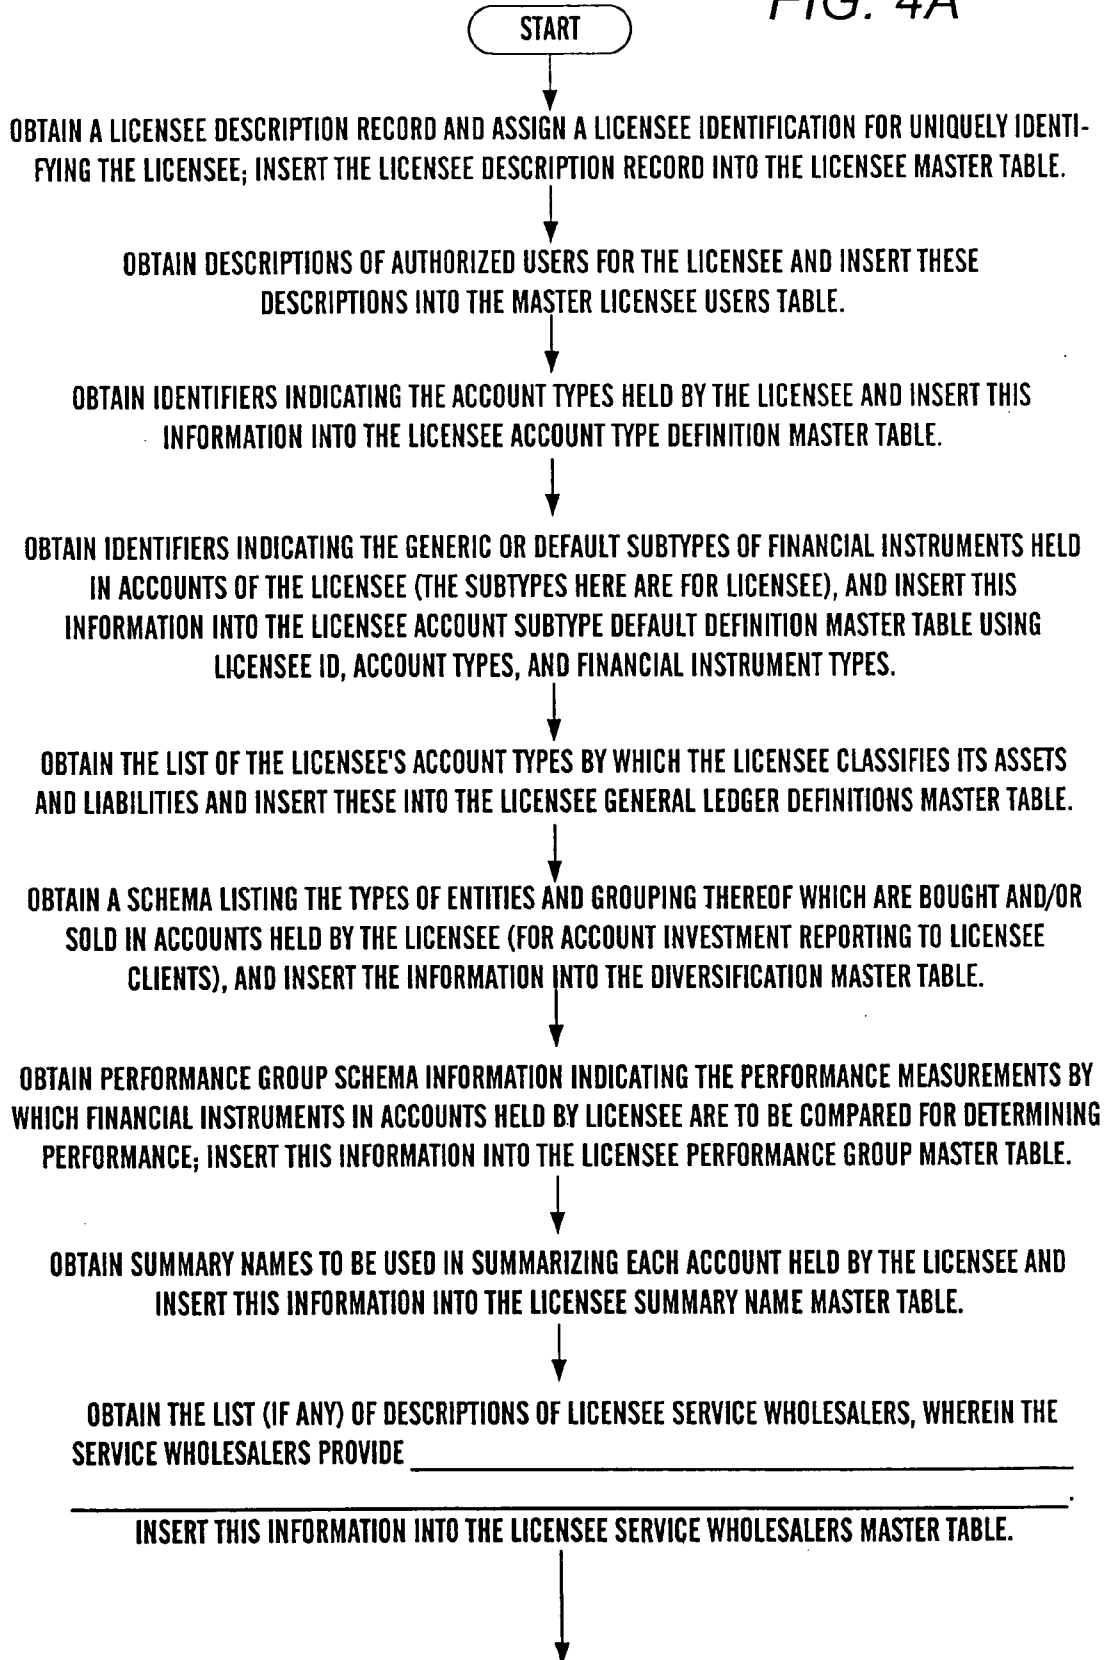 FIG. 4A
START
OBTAIN A LICENSEE DESCRIPTION RECORD AND ASSIGN A LICENSEE IDENTIFICATION FOR UNIQUELY IDENTI-
FYING THE LICENSEE; INSERT THE LICENSEE DESCRIPTION RECORD INTO THE LICENSEE MASTER TABLE.
OBTAIN DESCRIPTIONS OF AUTHORIZED USERS FOR THE LICENSEE AND INSERT THESE
DESCRIPTIONS INTO THE MASTER LICENSEE USERS TABLE.
OBTAIN IDENTIFIERS INDICATING THE ACCOUNT TYPES HELD BY THE LICENSEE AND INSERT THIS
INFORMATION INTO THE LICENSEE ACCOUNT TYPE DEFINITION MASTER TABLE.
OBTAIN IDENTIFIERS INDICATING THE GENERIC OR DEFAULT SUBTYPES OF FINANCIAL INSTRUMENTS HELD
IN ACCOUNTS OF THE LICENSEE (THE SUBTYPES HERE ARE FOR LICENSEE), AND INSERT THIS
INFORMATION INTO THE LICENSEE ACCOUNT SUBTYPE DEFAULT DEFINITION MASTER TABLE USING
LICENSEE ID, ACCOUNT TYPES, AND FINANCIAL INSTRUMENT TYPES.
OBTAIN THE LIST OF THE LICENSEE'S ACCOUNT TYPES BY WHICH THE LICENSEE CLASSIFIES ITS ASSETS
AND LIABILITIES AND INSERT THESE INTO THE LICENSEE GENERAL LEDGER DEFINITIONS MASTER TABLE.
OBTAIN A SCHEMA LISTING THE TYPES OF ENTITIES AND GROUPING THEREOF WHICH ARE BOUGHT AND/OR
SOLD IN ACCOUNTS HELD BY THE LICENSEE (FOR ACCOUNT INVESTMENT REPORTING TO LICENSEE
CLIENTS), AND INSERT THE INFORMATION INTO THE DIVERSIFICATION MASTER TABLE.
OBTAIN PERFORMANCE GROUP SCHEMA INFORMATION INDICATING THE PERFORMANCE MEASUREMENTS BY
WHICH FINANCIAL INSTRUMENTS IN ACCOUNTS HELD BY LICENSEE ARE TO BE COMPARED FOR DETERMINING
PERFORMANCE; INSERT THIS INFORMATION INTO THE LICENSEE PERFORMANCE GROUP MASTER TABLE.
OBTAIN SUMMARY NAMES TO BE USED IN SUMMARIZING EACH ACCOUNT HELD BY THE LICENSEE AND
INSERT THIS INFORMATION INTO THE LICENSEE SUMMARY NAME MASTER TABLE.
OBTAIN THE LIST (IF ANY) OF DESCRIPTIONS OF LICENSEE SERVICE WHOLESALERS, WHEREIN THE
SERVICE WHOLESALERS PROVIDE
.
INSERT THIS INFORMATION INTO THE LICENSEE SERVICE WHOLESALERS MASTER TABLE.